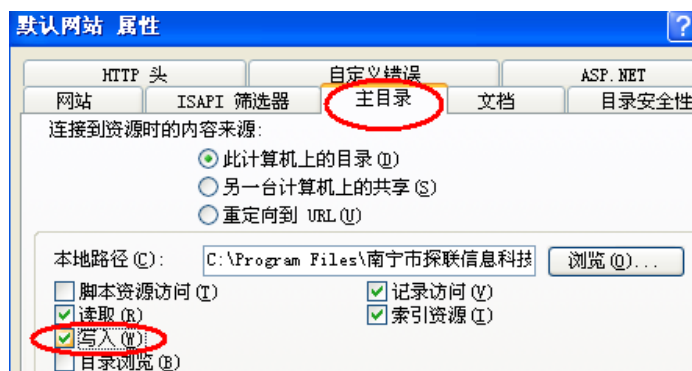 默认网站 属性
?
HTTP 头 自定义错误 ASP.NET
网站 ISAPI 筛选器 主目录 文档 目录安全性
连接到资源时的内容来源:
此计算机上的目录(D)
另一台计算机上的共享(S)
重定向到 URL(U)
本地路径(C): C:\Program Files\南宁市探联信息科技 浏览(O)...
脚本资源访问(T) 记录访问(V)
读取(R) 索引资源(I)
写入(W)
目录浏览(B)